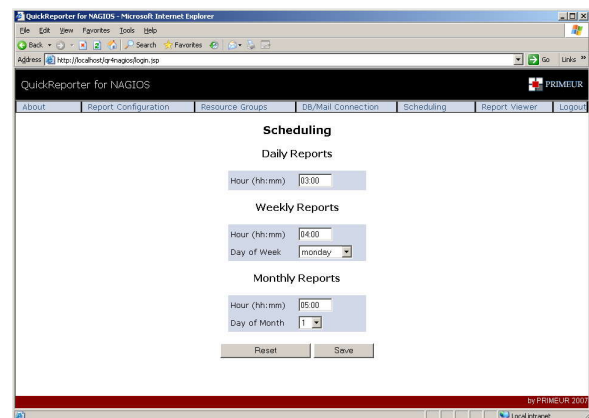 QuickReporter for NAGIOS - Microsoft Internet Explorer
File Edit View Favorites Tools Help
Back Search Favorites
Address http://localhost/qr4nagios/login.jsp Go Links »
QuickReporter for NAGIOS PRIMEUR
About Report Configuration Resource Groups DB/Mail Connection Scheduling Report Viewer Logout
Scheduling
Daily Reports
Hour (hh:mm) 03:00
Weekly Reports
Hour (hh:mm) 04:00
Day of Week monday
Monthly Reports
Hour (hh:mm) 05:00
Day of Month 1
Reset Save
by PRIMEUR 2007
Local intranet